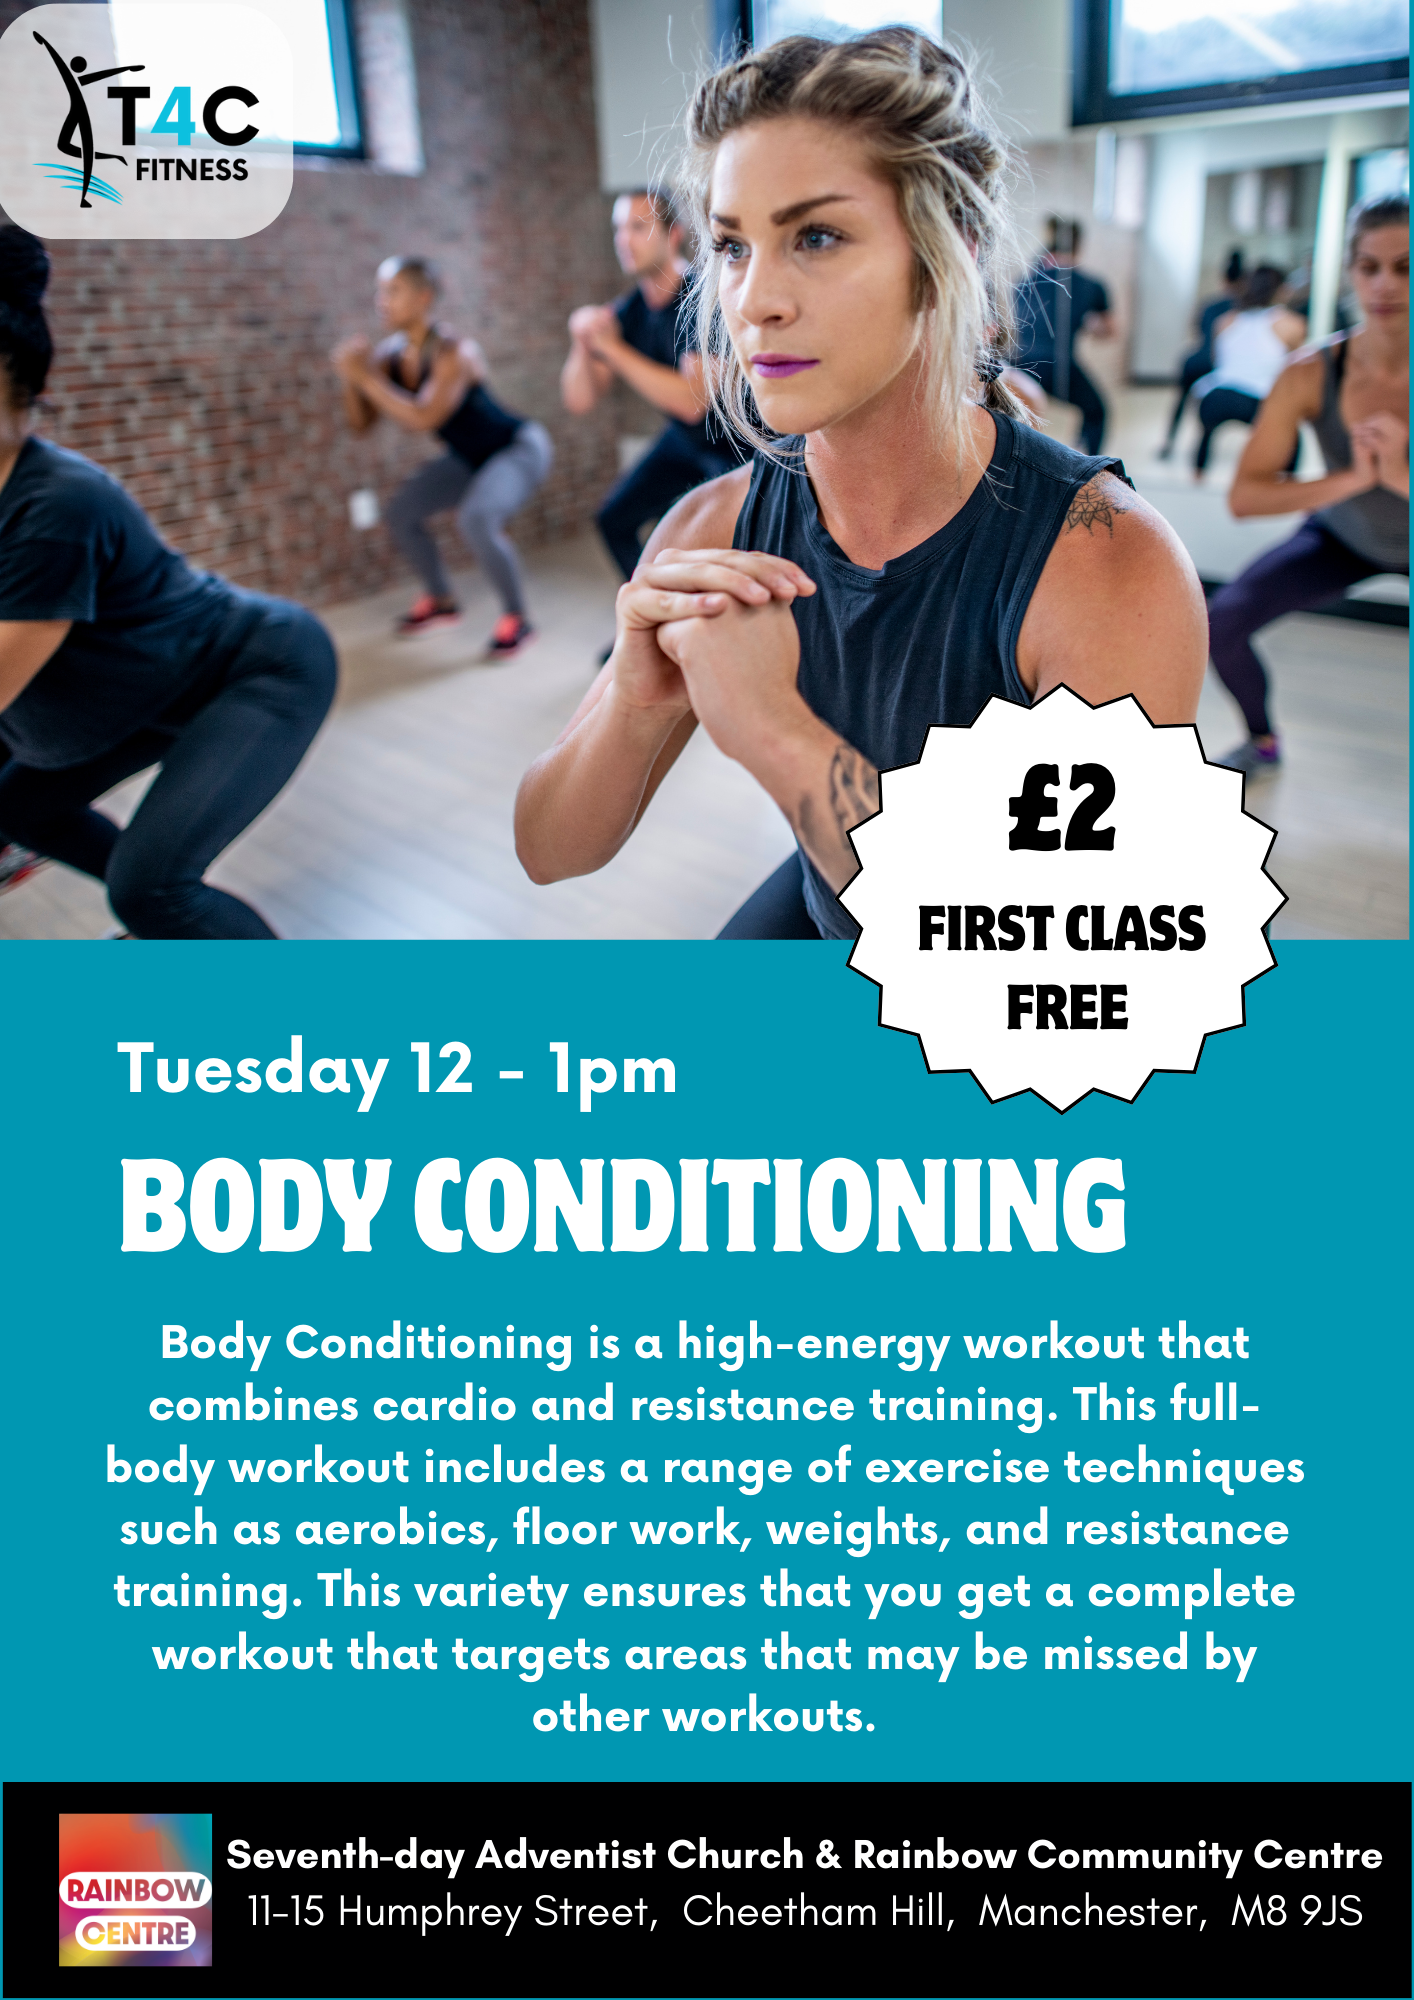 T4C
FITNESS
£2
FIRST CLASS
FREE
Tuesday 12 - 1pm
BODY CONDITIONING
Body Conditioning is a high-energy workout that
combines cardio and resistance training. This full-
body workout includes a range of exercise techniques
such as aerobics, floor work, weights, and resistance
training. This variety ensures that you get a complete
workout that targets areas that may be missed by
other workouts.
RAINBOW
CENTRE
Seventh-day Adventist Church & Rainbow Community Centre
11-15 Humphrey Street, Cheetham Hill, Manchester, M8 9JS